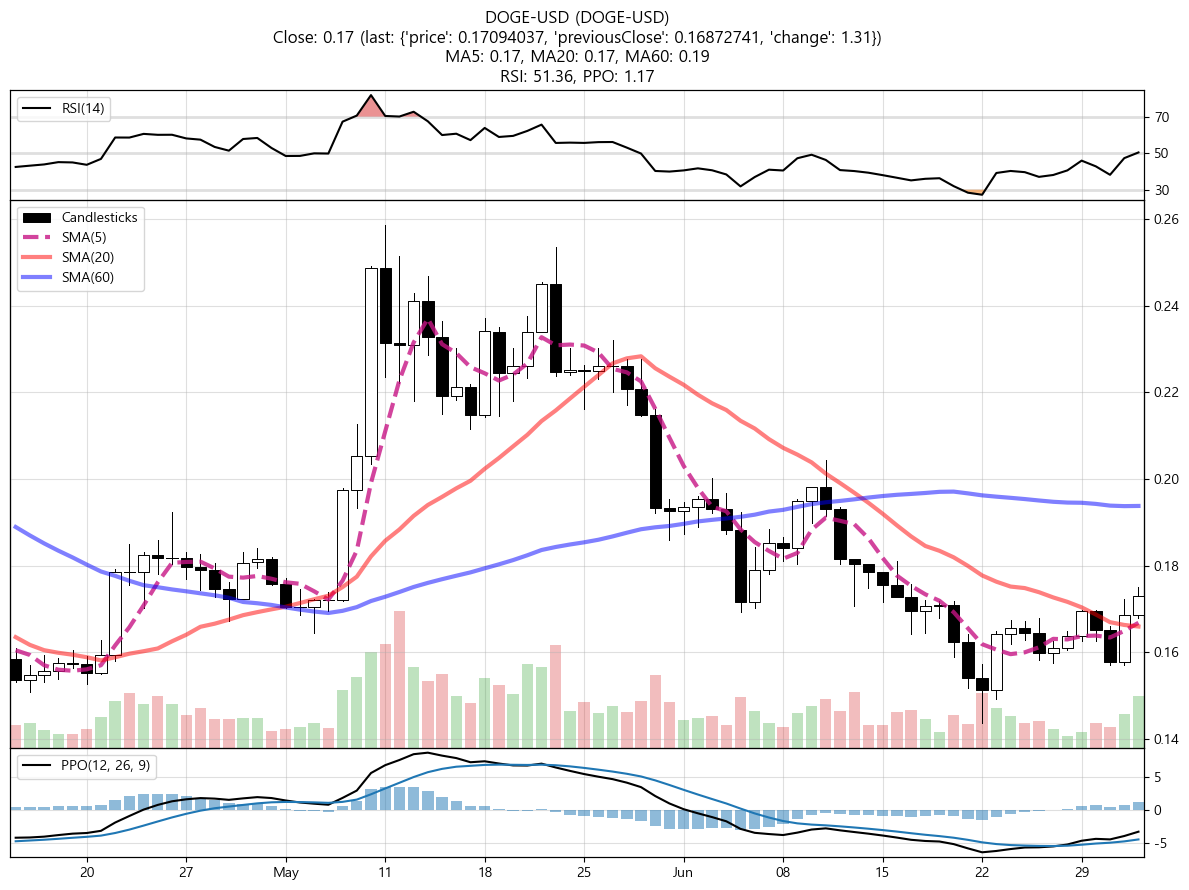 DOGE-USD (DOGE-USD)
Close: 0.17 (last: {'price': 0.17094037, 'previousClose': 0.16872741, 'change': 1.31})
MA5: 0.17, MA20: 0.17, MA60: 0.19
RSI: 51.36, PPO: 1.17
RSI(14)
70
50
30
Candlesticks
SMA(5)
SMA(20)
SMA(60)
0.26
0.24
0.22
0.20
0.18
0.16
0.14
PPO(12, 26, 9)
5
0
-5
20 27 May 11 18 25 Jun 08 15 22 29